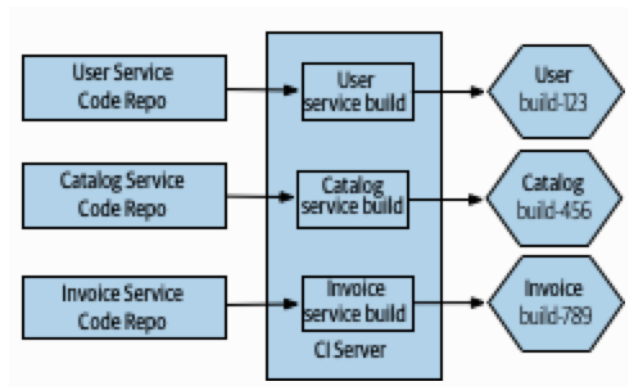 User Service
Code Repo
User
service build
User
build-123
Catalog Service
Code Repo
Catalog
service build
Catalog
build-456
Invoice Service
Code Repo
Invoice
service build
Invoice
build-789
CI Server